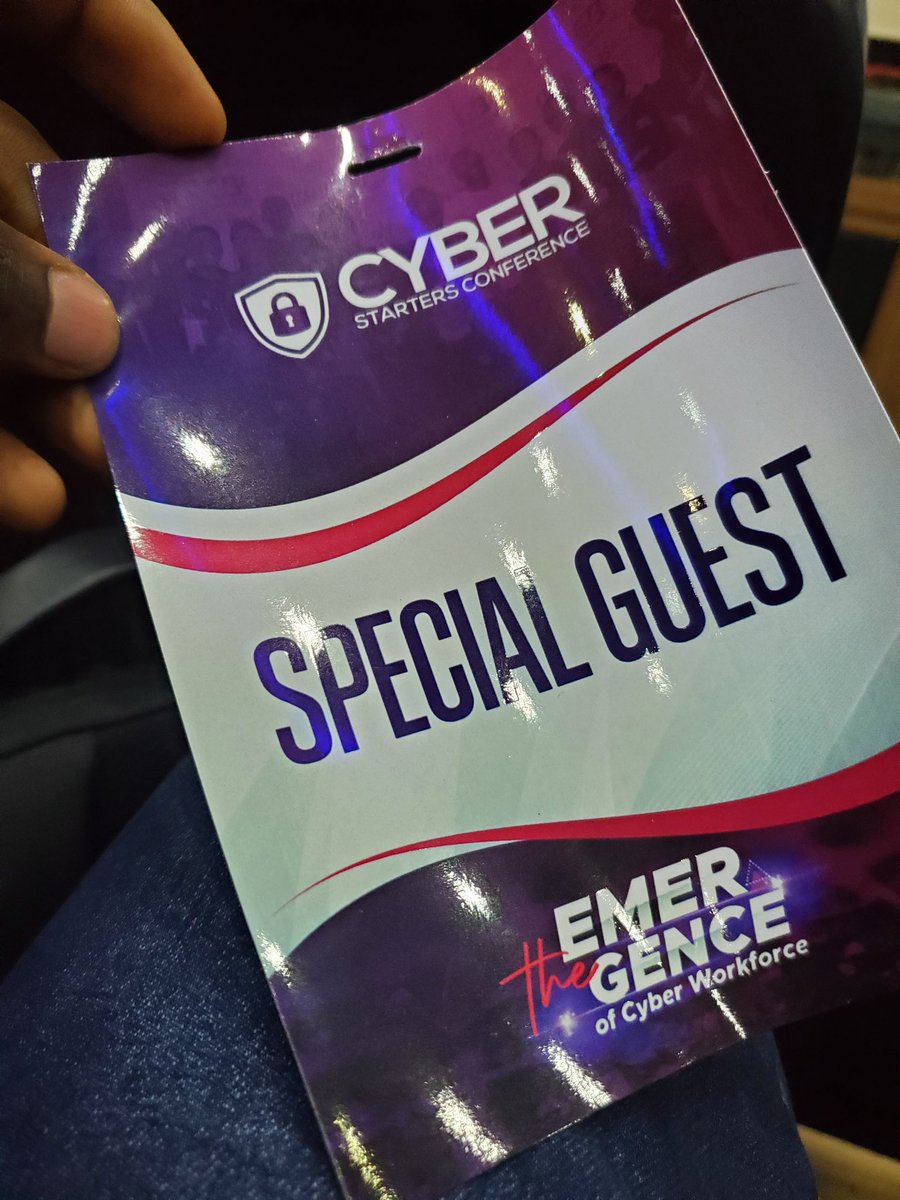 CYBER
STARTERS CONFERENCE
SPECIAL GUEST
the
EMER
GENCE
of Cyber Workforce